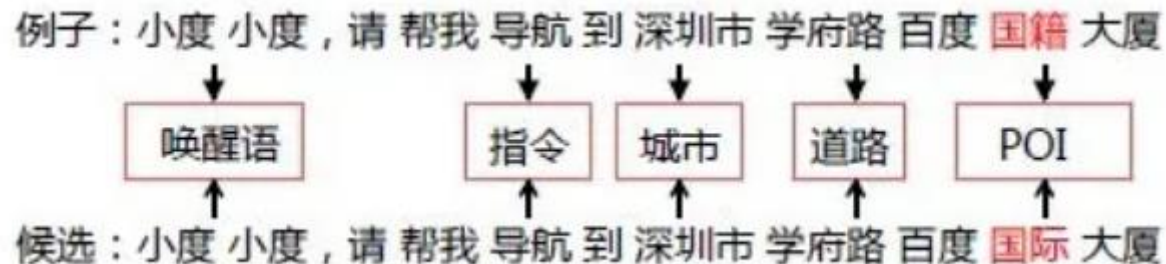 例子：小度 小度，请 帮我 导航 到 深圳市 学府路 百度 国籍 大厦
唤醒语 指令 城市 道路 POI
候选：小度 小度，请 帮我 导航 到 深圳市 学府路 百度 国际 大厦